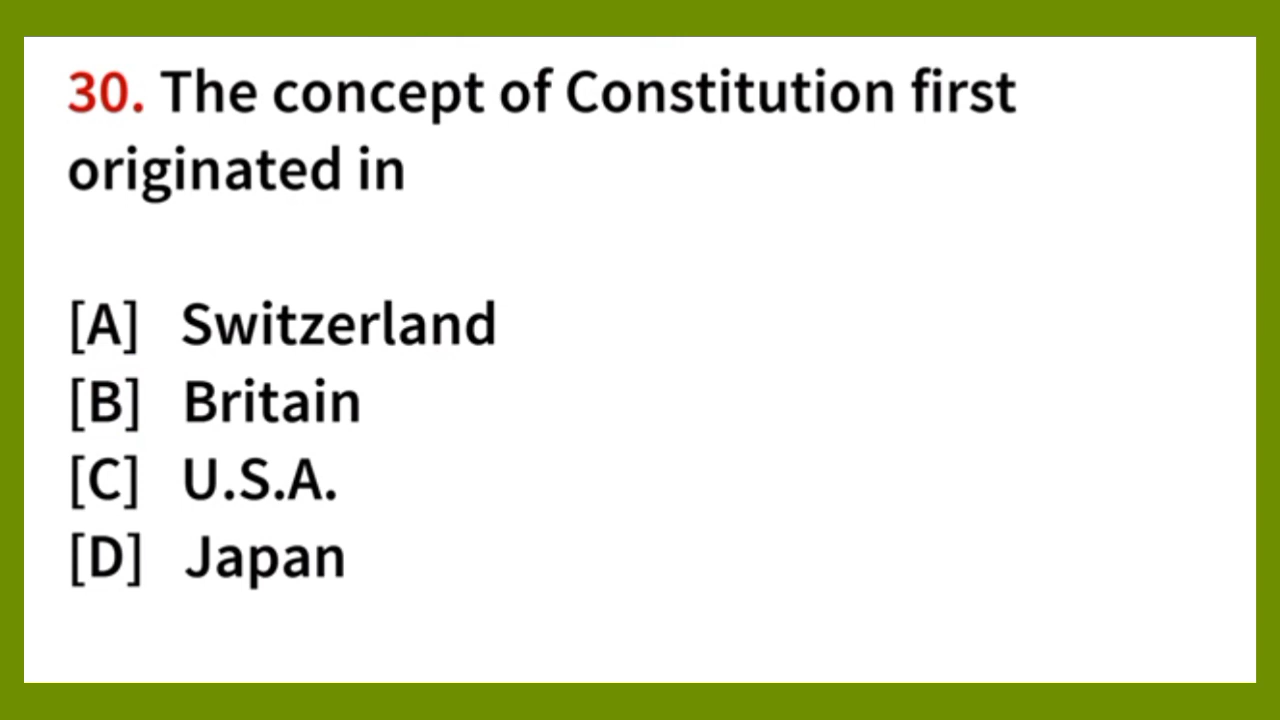 30. The concept of Constitution first
originated in
[A] Switzerland
[B] Britain
[C] U.S.A.
[D] Japan